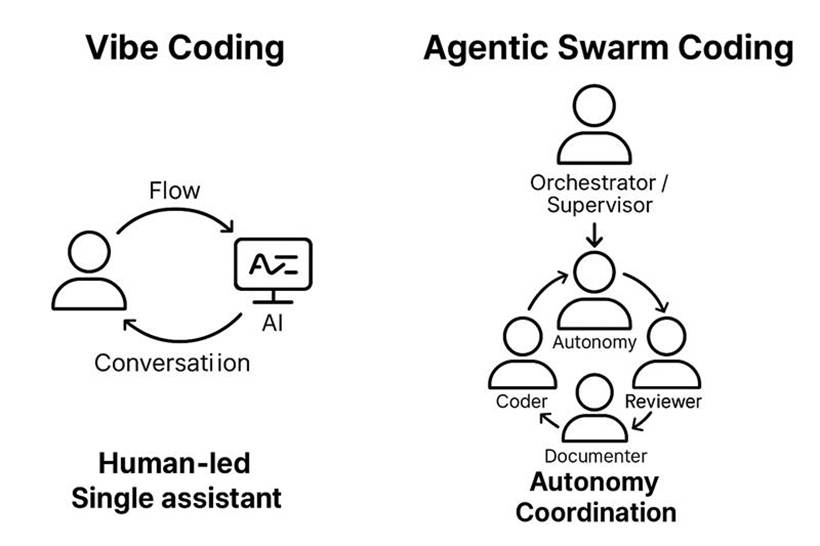 Vibe Coding
Flow
AI
Conversatiion
Human-led
Single assistant
Agentic Swarm Coding
Orchestrator /
Supervisor
Autonomy
Coder
Reviewer
Documenter
Autonomy
Coordination